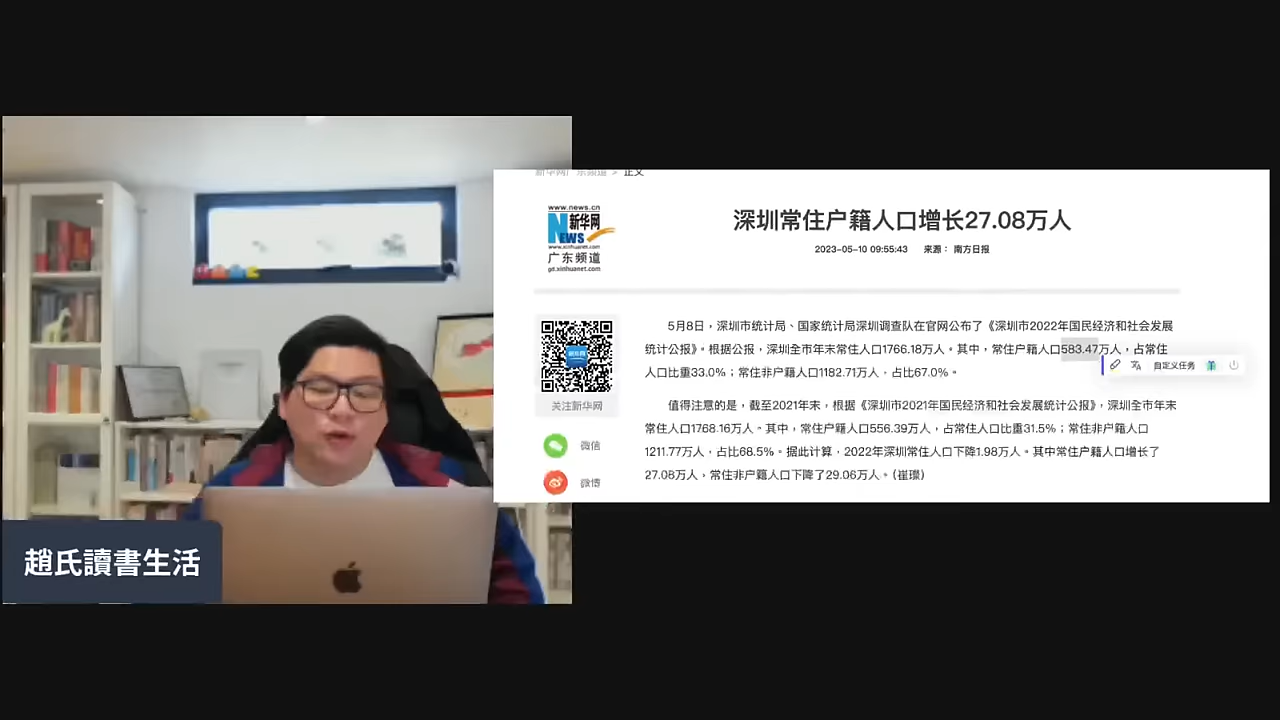 新华网广东频道 > 正文
www.news.cn
新华网
NEWS
www.xinhuanet.com
广东频道
gd.xinhuanet.com
深圳常住户籍人口增长27.08万人
2023-05-10 09:55:43 来源： 南方日报
5月8日，深圳市统计局、国家统计局深圳调查队在官网公布了《深圳市2022年国民经济和社会发展
统计公报》。根据公报，深圳全市年末常住人口1766.18万人。其中，常住户籍人口583.47万人，占常住
人口比重33.0%；常住非户籍人口1182.71万人，占比67.0%。
自定义任务
值得注意的是，截至2021年末，根据《深圳市2021年国民经济和社会发展统计公报》，深圳全市年末
常住人口1768.16万人。其中，常住户籍人口556.39万人，占常住人口比重31.5%；常住非户籍人口
1211.77万人，占比68.5%。据此计算，2022年深圳常住人口下降1.98万人。其中常住户籍人口增长了
27.08万人，常住非户籍人口下降了29.06万人。（崔璨）
新华网
关注新华网
微信
微博
趙氏讀書生活